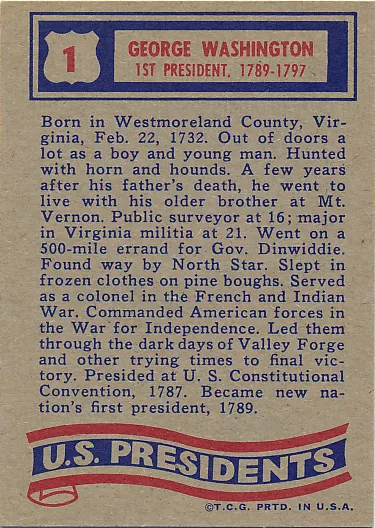 1
GEORGE WASHINGTON
1ST PRESIDENT, 1789-1797
Born in Westmoreland County, Vir-
ginia, Feb. 22, 1732. Out of doors a
lot as a boy and young man. Hunted
with horn and hounds. A few years
after his father's death, he went to
live with his older brother at Mt.
Vernon. Public surveyor at 16; major
in Virginia militia at 21. Went on a
500-mile errand for Gov. Dinwiddie.
Found way by North Star. Slept in
frozen clothes on pine boughs. Served
as a colonel in the French and Indian
War. Commanded American forces in
the War for Independence. Led them
through the dark days of Valley Forge
and other trying times to final vic-
tory. Presided at U. S. Constitutional
Convention, 1787. Became new na-
tion's first president, 1789.
U.S. PRESIDENTS
©T.C.G. PRTD. IN U.S.A.